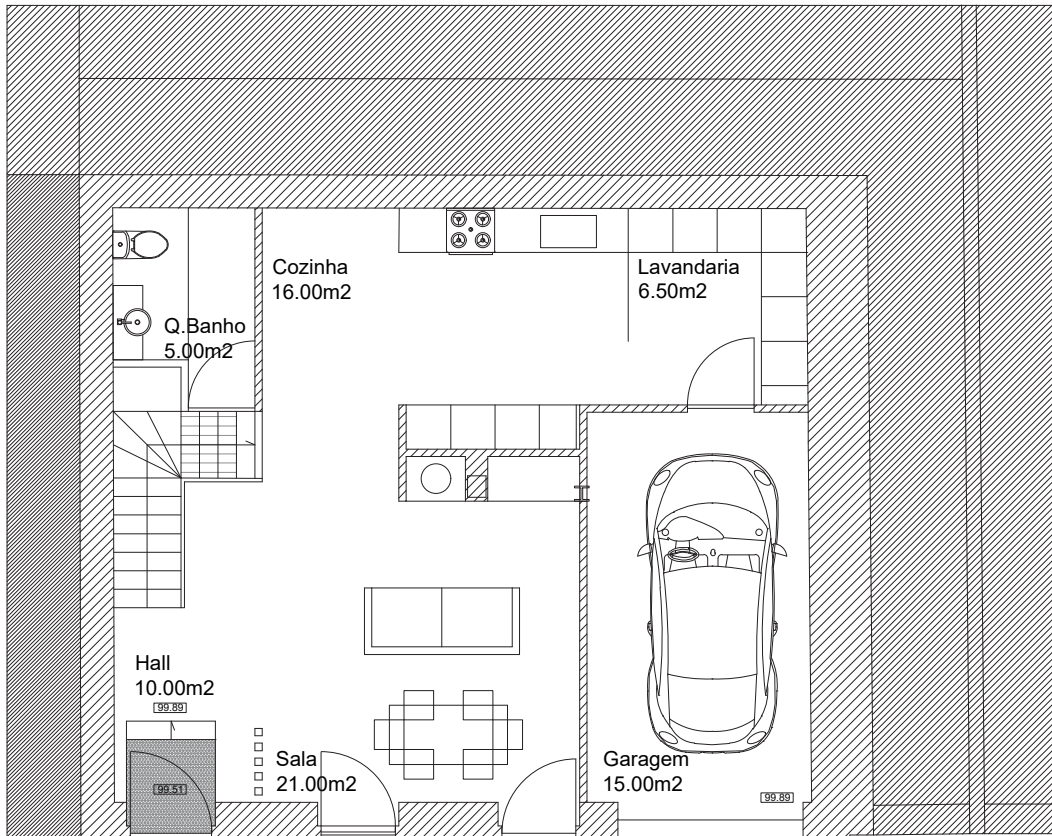 Cozinha
16.00m2
Lavandaria
6.50m2
Q.Banho
5.00m2
Hall
10.00m2
99.89
Sala
21.00m2
99.51
Garagem
15.00m2
99.89